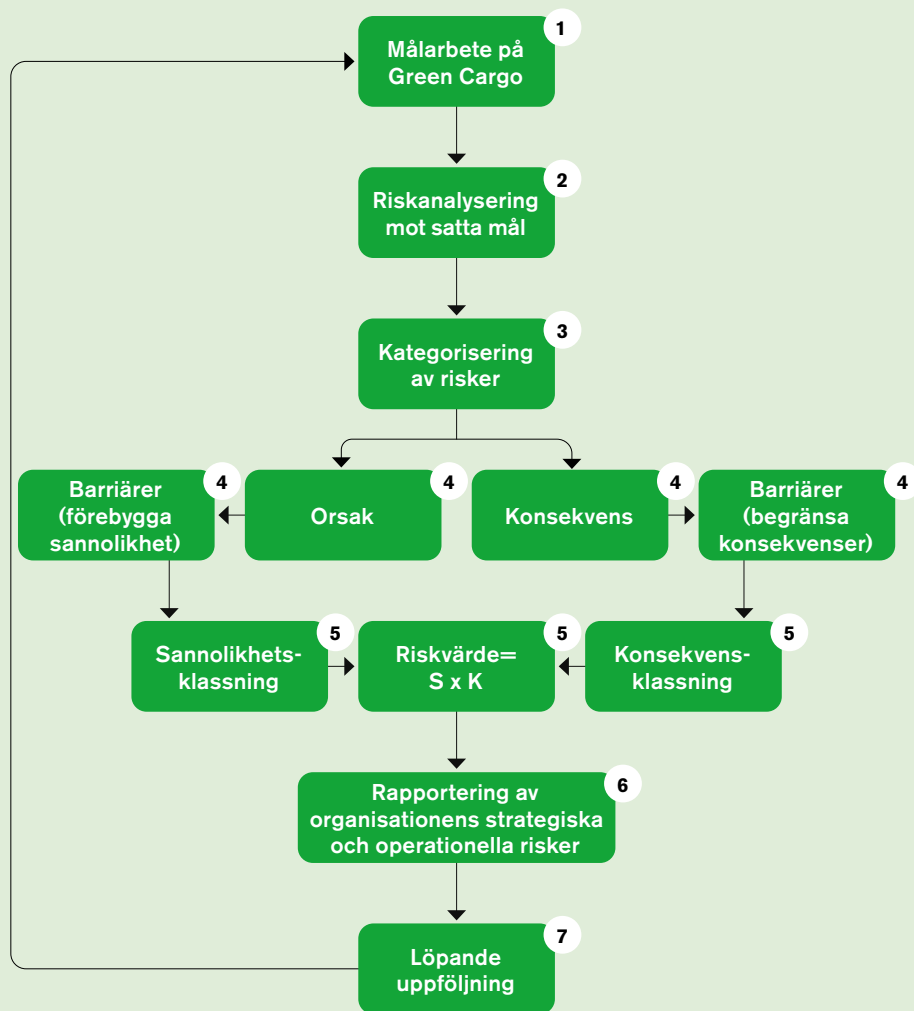 1
Målarbete på
Green Cargo
2
Riskanalysering
mot satta mål
3
Kategorisering
av risker
4
Barriärer
(förebygga
sannolikhet)
4
Orsak
4
Konsekvens
4
Barriärer
(begränsa
konsekvenser)
5
Sannolikhets-
klassning
5
Riskvärde=
S x K
5
Konsekvens-
klassning
6
Rapportering av
organisationens strategiska
och operationella risker
7
Löpande
uppföljning